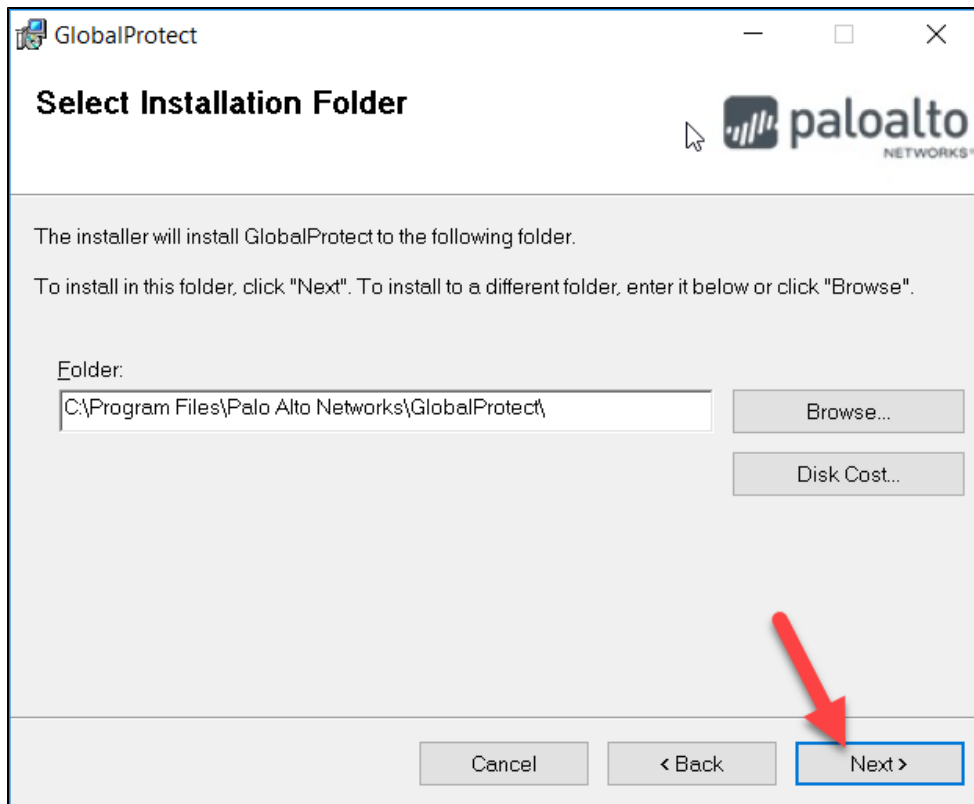 GlobalProtect
Select Installation Folder
paloalto
NETWORKS®
The installer will install GlobalProtect to the following folder.
To install in this folder, click "Next". To install to a different folder, enter it below or click "Browse".
Folder:
C:\Program Files\Palo Alto Networks\GlobalProtect\
Browse...
Disk Cost...
Cancel
< Back
Next >